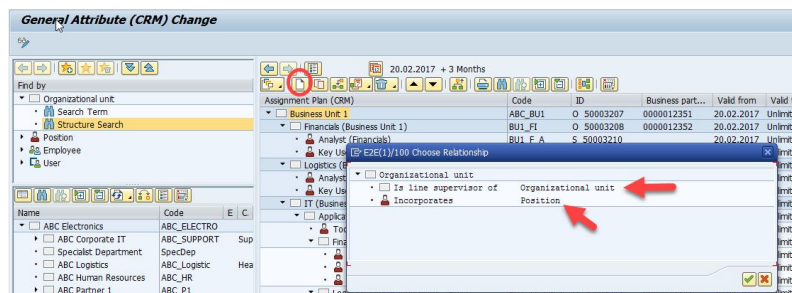 General Attribute (CRM) Change
20.02.2017 + 3 Months
Find by
Organizational unit
Search Term
Structure Search
Position
Employee
User
Name Code E C.
ABC Electronics ABC_ELECTRO
ABC Corporate IT ABC_SUPPORT Sup
Specialist Department SpecDep
ABC Logistics ABC_Logistic Hea
ABC Human Resources ABC_HR
ABC Partner 1 ABC_P1
Assignment Plan (CRM) Code ID Business part... Valid from Valid
Business Unit 1 ABC_BU1 O 50003207 0000012351 20.02.2017 Unlimit
Financials (Business Unit 1) BU1_FI O 50003208 0000012352 20.02.2017 Unlimit
Analyst (Financials) BU1_F_A S 50003210 20.02.2017 Unlimit
Key Us
Logistics (B
Analyst
Key Us
IT (Busines
Applica
Too
Fina
E2E(1)/100 Choose Relationship
Organizational unit
Is line supervisor of Organizational unit
Incorporates Position